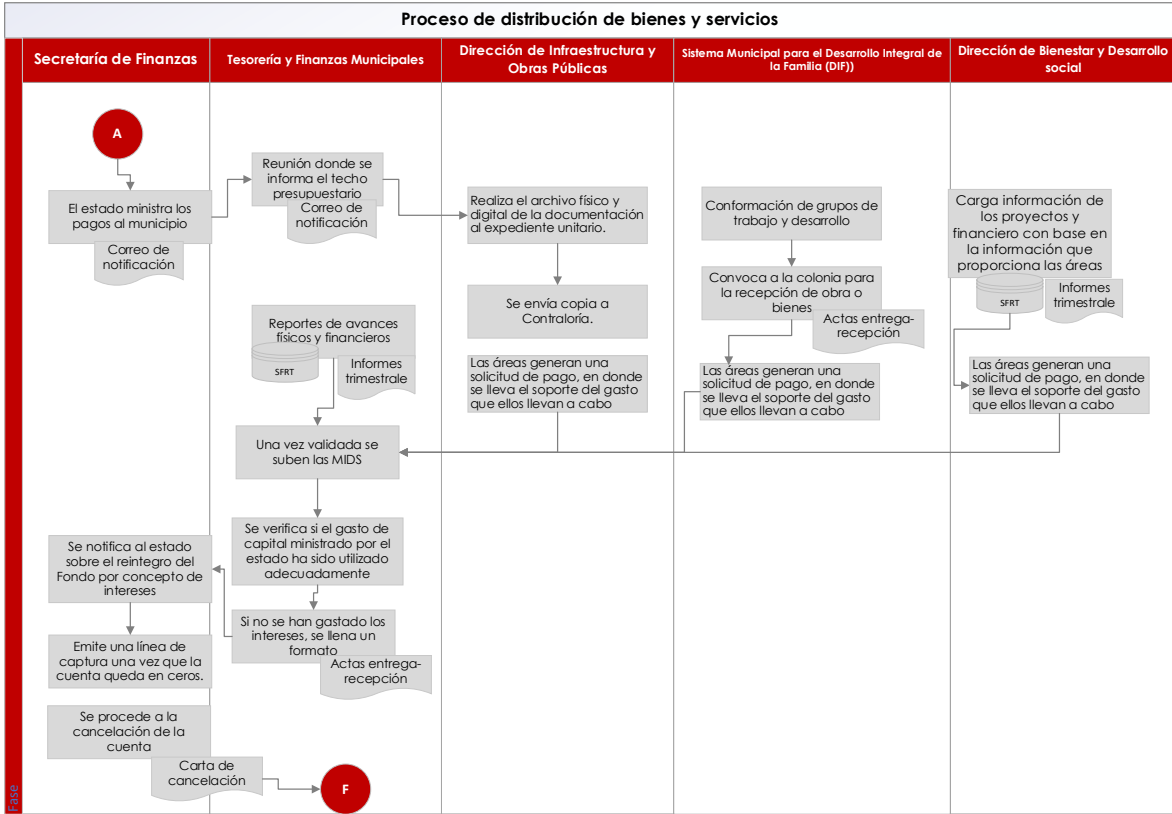 Proceso de distribución de bienes y servicios
Fase
Secretaría de Finanzas
Tesorería y Finanzas Municipales
Dirección de Infraestructura y
Obras Públicas
Sistema Municipal para el Desarrollo Integral de
la Familia (DIF))
Dirección de Bienestar y Desarrollo
social
A
El estado ministra los
pagos al municipio
Correo de
notificación
Se notifica al estado
sobre el reintegro del
Fondo por concepto de
intereses
Emite una línea de
captura una vez que la
cuenta queda en ceros.
Se procede a la
cancelación de la
cuenta
Carta de
cancelación
Reunión donde se
informa el techo
presupuestario
Correo de
notificación
Reportes de avances
físicos y financieros
SFRT
Informes
trimestrale
Una vez validada se
suben las MIDS
Se verifica si el gasto de
capital ministrado por el
estado ha sido utilizado
adecuadamente
Si no se han gastado los
intereses, se llena un
formato
Actas entrega-
recepción
F
Realiza el archivo físico y
digital de la documentación
al expediente unitario.
Se envía copia a
Contraloría.
Las áreas generan una
solicitud de pago, en donde
se lleva el soporte del gasto
que ellos llevan a cabo
Conformación de grupos de
trabajo y desarrollo
Convoca a la colonia para
la recepción de obra o
bienes
Actas entrega-
recepción
Las áreas generan una
solicitud de pago, en donde
se lleva el soporte del gasto
que ellos llevan a cabo
Carga información de
los proyectos y
financiero con base en
la información que
proporciona las áreas
SFRT
Informes
trimestrale
Las áreas generan una
solicitud de pago, en donde
se lleva el soporte del gasto
que ellos llevan a cabo